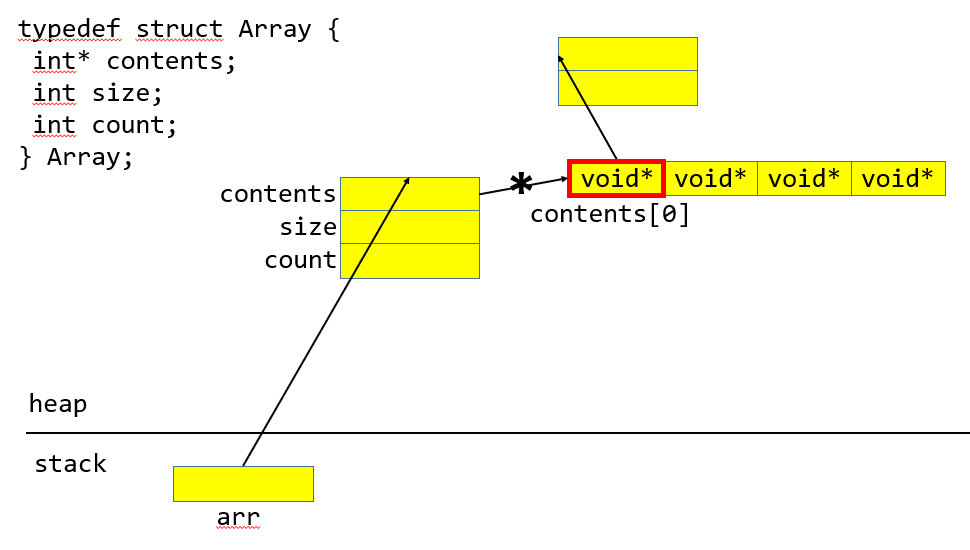 typedef struct Array {
int* contents;
int size;
int count;
} Array;
contents
size
count
*
void* void* void* void*
contents[0]
heap
stack
arr